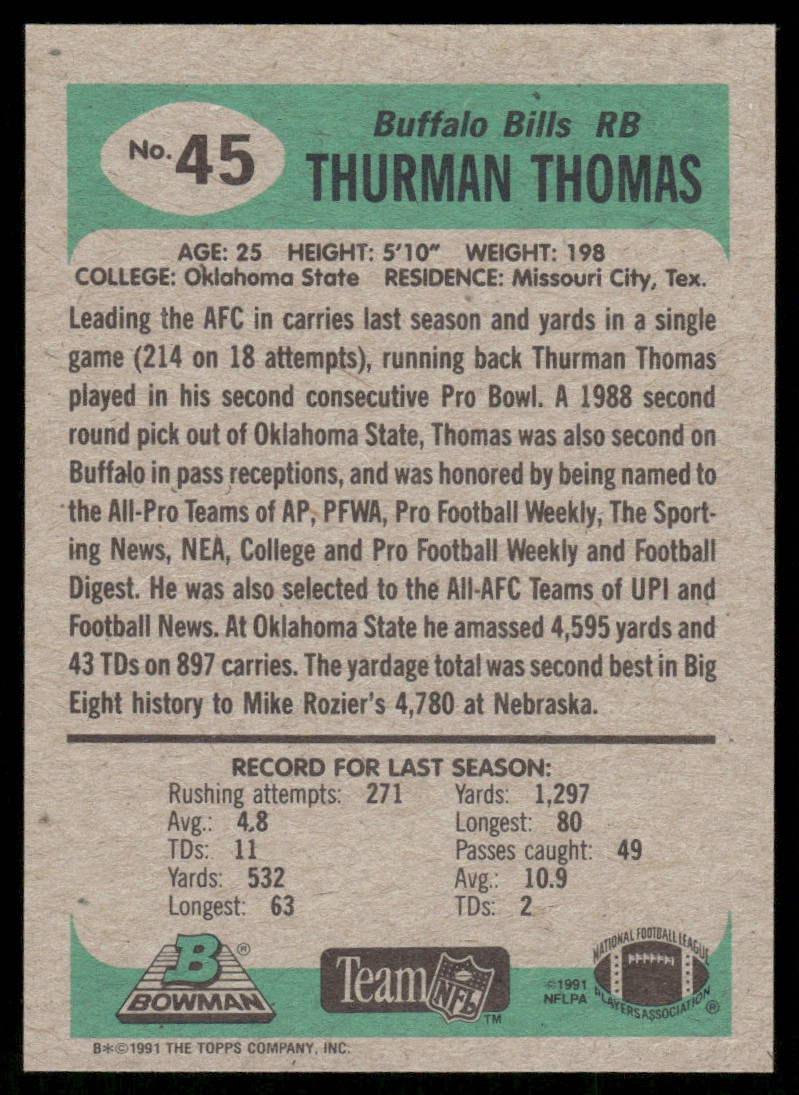 No. 45
Buffalo Bills RB
THURMAN THOMAS
AGE: 25 HEIGHT: 5'10" WEIGHT: 198
COLLEGE: Oklahoma State RESIDENCE: Missouri City, Tex.
Leading the AFC in carries last season and yards in a single
game (214 on 18 attempts), running back Thurman Thomas
played in his second consecutive Pro Bowl. A 1988 second
round pick out of Oklahoma State, Thomas was also second on
Buffalo in pass receptions, and was honored by being named to
the All-Pro Teams of AP, PFWA, Pro Football Weekly, The Sport-
ing News, NEA, College and Pro Football Weekly and Football
Digest. He was also selected to the All-AFC Teams of UPI and
Football News. At Oklahoma State he amassed 4,595 yards and
43 TDs on 897 carries. The yardage total was second best in Big
Eight history to Mike Rozier's 4,780 at Nebraska.
RECORD FOR LAST SEASON:
Rushing attempts: 271 Yards: 1,297
Avg.: 4.8 Longest: 80
TDs: 11 Passes caught: 49
Yards: 532 Avg.: 10.9
Longest: 63 TDs: 2
B ®
BOWMAN
Team NFL ™
©1991
NFLPA
NATIONAL FOOTBALL LEAGUE
PLAYERS ASSOCIATION ®
B*©1991 THE TOPPS COMPANY, INC.